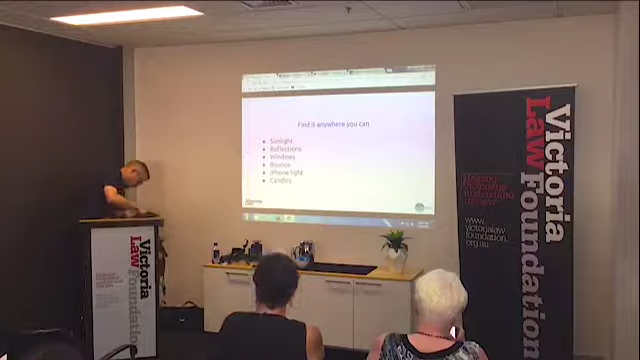 Find it anywhere you can
Sunlight
Reflections
Windows
Bounce
iPhone light
Candles
Victoria
Law Foundation
Victoria
Law Foundation
www.
victorialaw
foundation.
org.au